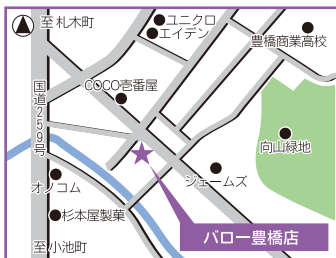 至札木町
ユニクロ
エイデン
豊橋商業高校
国道259号
COCO壱番屋
向山緑地
オノコム
ジェームズ
杉本屋製菓
バロー豊橋店
至小池町